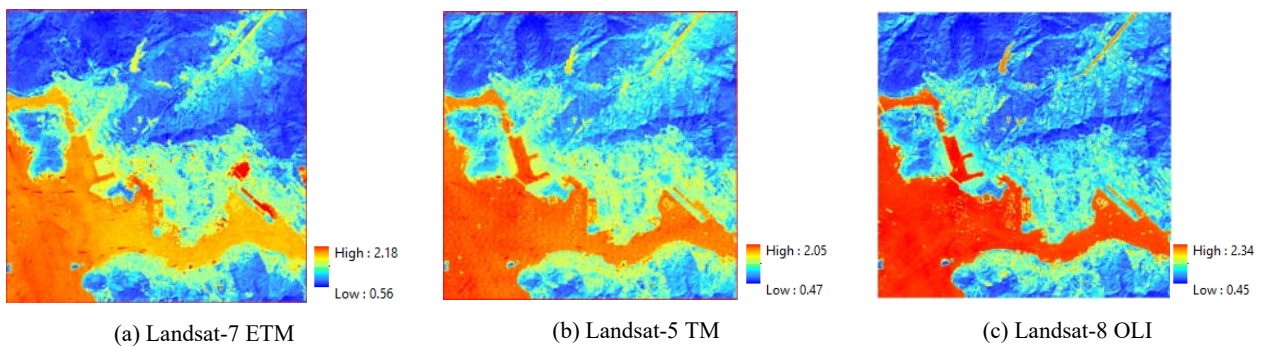 High : 2.18
Low : 0.56
(a) Landsat-7 ETM
High : 2.05
Low : 0.47
(b) Landsat-5 TM
High : 2.34
Low : 0.45
(c) Landsat-8 OLI